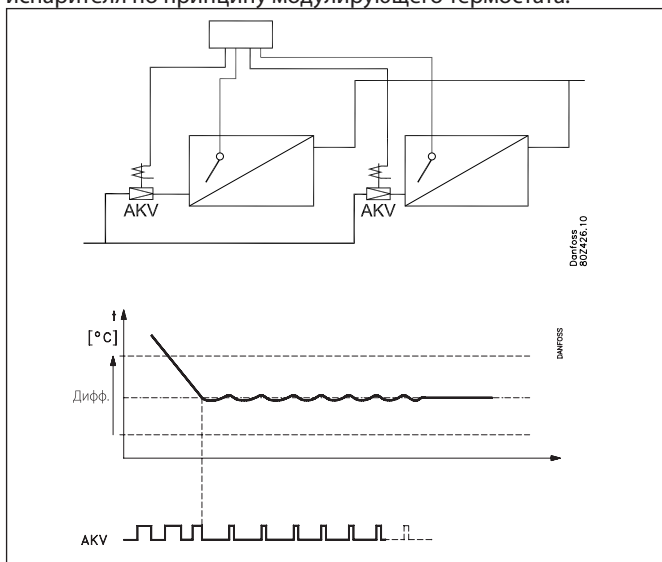 испарителя по принципу модулирующего термостата.
AKV
AKV
Danfoss
80Z426.10
t
[°C]
DANFOSS
Дифф.
AKV